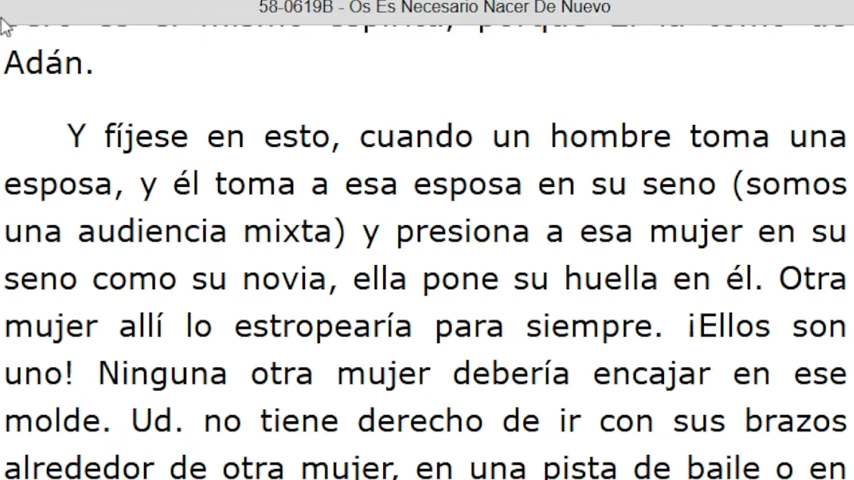 58-0619B - Os Es Necesario Nacer De Nuevo
Adán.
Y fíjese en esto, cuando un hombre toma una
esposa, y él toma a esa esposa en su seno (somos
una audiencia mixta) y presiona a esa mujer en su
seno como su novia, ella pone su huella en él. Otra
mujer allí lo estropearía para siempre. ¡Ellos son
uno! Ninguna otra mujer debería encajar en ese
molde. Ud. no tiene derecho de ir con sus brazos
alrededor de otra mujer, en una pista de baile o en